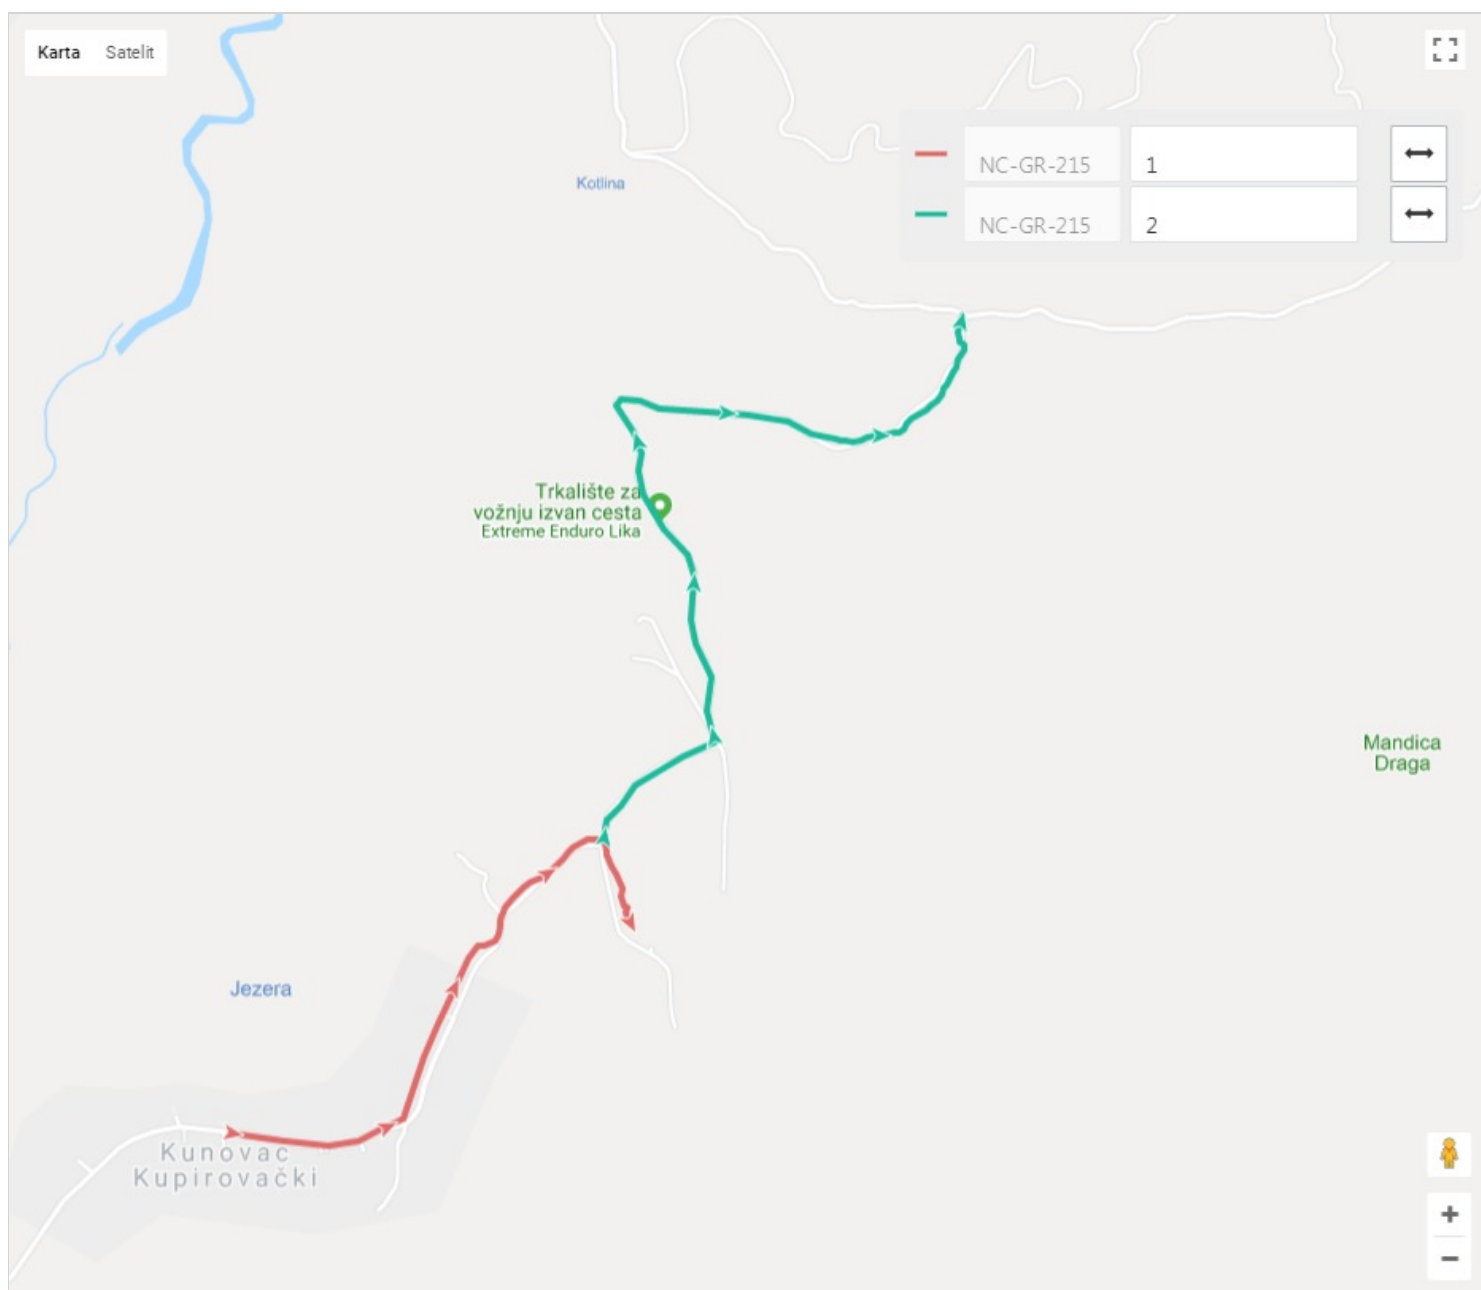 Karta Satelit
NC-GR-215 1
Kotlina
NC-GR-215 2
Trkalište za
vožnju izvan cesta
Extreme Enduro Lika
Mandica
Draga
Jezera
Kunovac
Kupirovački
+
−